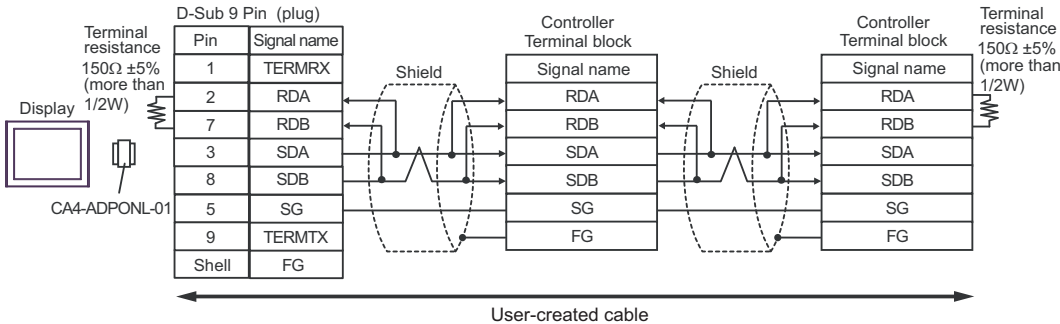 D-Sub 9 Pin (plug)
Terminal
resistance
150Ω ±5%
(more than
1/2W)
Display
CA4-ADPONL-01
Pin Signal name
1 TERMRX
2 RDA
7 RDB
3 SDA
8 SDB
5 SG
9 TERMTX
Shell FG
Shield
Controller
Terminal block
Signal name
RDA
RDB
SDA
SDB
SG
FG
Shield
Controller
Terminal block
Signal name
RDA
RDB
SDA
SDB
SG
FG
Terminal
resistance
150Ω ±5%
(more than
1/2W)
User-created cable